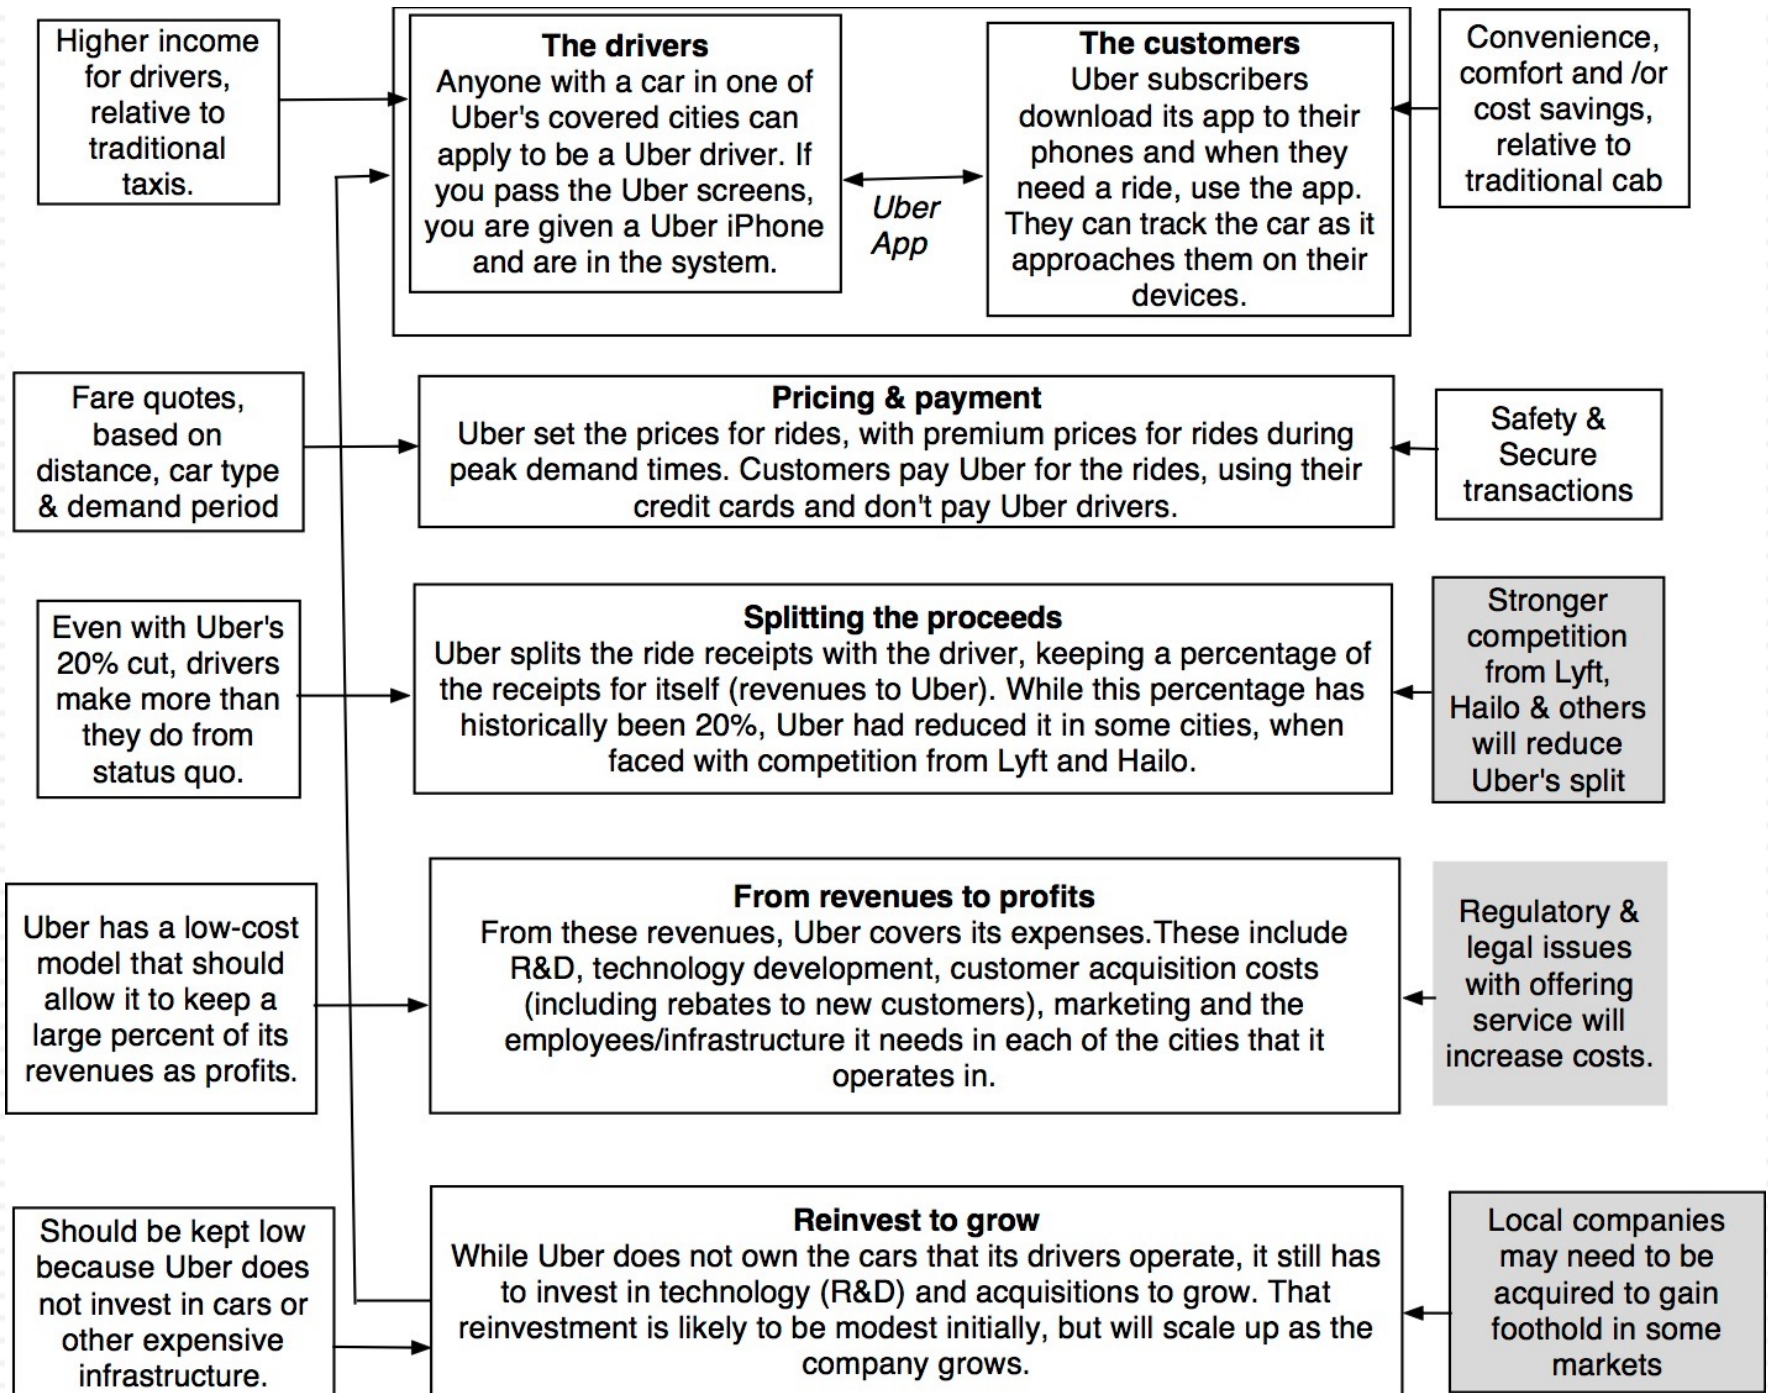 Higher income
for drivers,
relative to
traditional
taxis.
The drivers
Anyone with a car in one of
Uber's covered cities can
apply to be a Uber driver. If
you pass the Uber screens,
you are given a Uber iPhone
and are in the system.
Uber
App
The customers
Uber subscribers
download its app to their
phones and when they
need a ride, use the app.
They can track the car as it
approaches them on their
devices.
Convenience,
comfort and /or
cost savings,
relative to
traditional cab
Fare quotes,
based on
distance, car type
& demand period
Pricing & payment
Uber set the prices for rides, with premium prices for rides during
peak demand times. Customers pay Uber for the rides, using their
credit cards and don't pay Uber drivers.
Safety &
Secure
transactions
Even with Uber's
20% cut, drivers
make more than
they do from
status quo.
Splitting the proceeds
Uber splits the ride receipts with the driver, keeping a percentage of
the receipts for itself (revenues to Uber). While this percentage has
historically been 20%, Uber had reduced it in some cities, when
faced with competition from Lyft and Hailo.
Stronger
competition
from Lyft,
Hailo & others
will reduce
Uber's split
Uber has a low-cost
model that should
allow it to keep a
large percent of its
revenues as profits.
From revenues to profits
From these revenues, Uber covers its expenses.These include
R&D, technology development, customer acquisition costs
(including rebates to new customers), marketing and the
employees/infrastructure it needs in each of the cities that it
operates in.
Regulatory &
legal issues
with offering
service will
increase costs.
Should be kept low
because Uber does
not invest in cars or
other expensive
infrastructure.
Reinvest to grow
While Uber does not own the cars that its drivers operate, it still has
to invest in technology (R&D) and acquisitions to grow. That
reinvestment is likely to be modest initially, but will scale up as the
company grows.
Local companies
may need to be
acquired to gain
foothold in some
markets